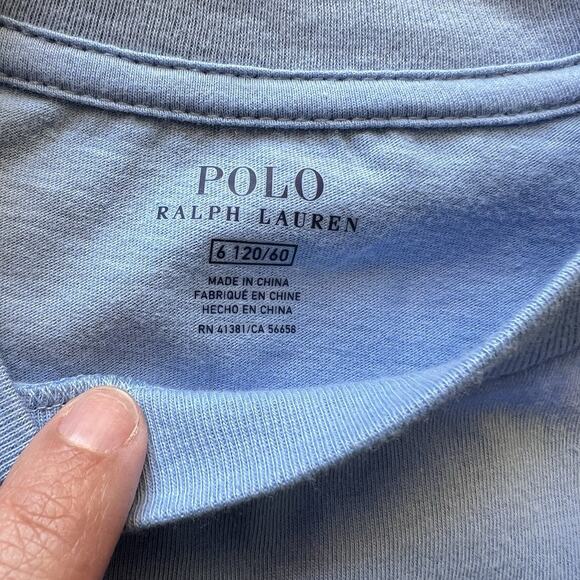 POLO
RALPH LAUREN
6 120/60
MADE IN CHINA
FABRIQUÉ EN CHINE
HECHO EN CHINA
RN 41381/CA 56658